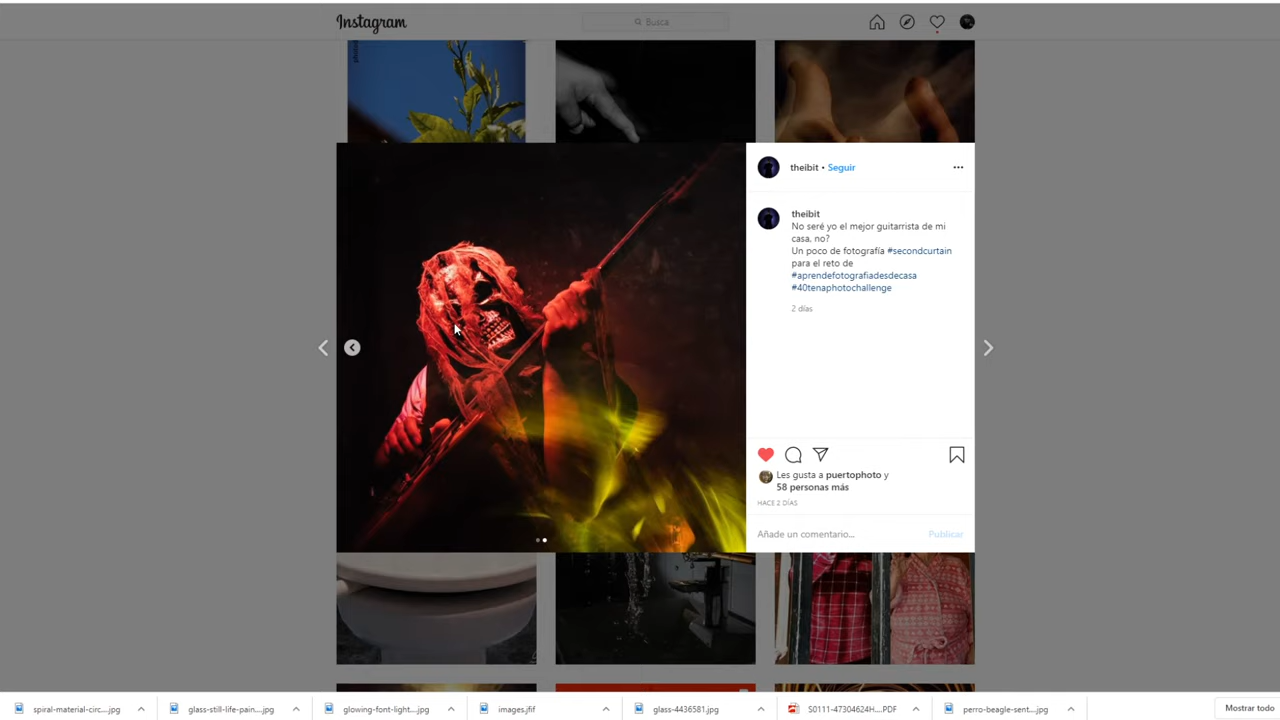 Instagram
Busca
theibit • Seguir
theibit
No seré yo el mejor guitarrista de mi
casa, no?
Un poco de fotografía #secondcurtain
para el reto de
#aprendefotografiadesdecasa
#40tenaphotochallenge
2 días
Les gusta a puertophoto y
58 personas más
HACE 2 DÍAS
Añade un comentario...
Publicar
spiral-material-circ....jpg
glass-still-life-pain....jpg
glowing-font-light....jpg
images.jfif
glass-4436581.jpg
S0111-47304624H....PDF
perro-beagle-sent....jpg
Mostrar todo